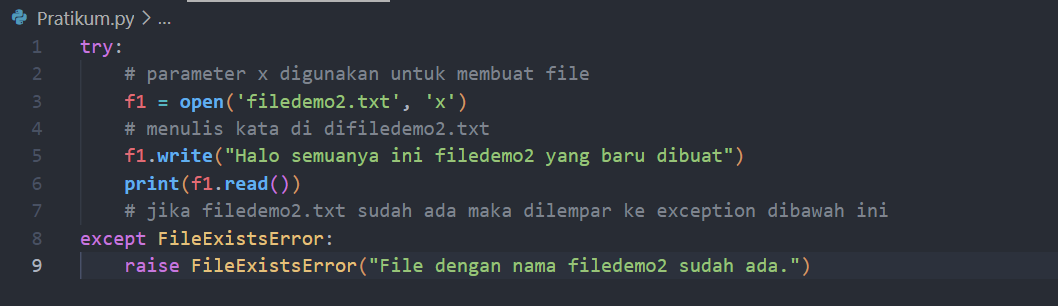 Pratikum.py > ...
1 try:
2     # parameter x digunakan untuk membuat file
3     f1 = open('filedemo2.txt', 'x')
4     # menulis kata di difiledemo2.txt
5     f1.write("Halo semuanya ini filedemo2 yang baru dibuat")
6     print(f1.read())
7     # jika filedemo2.txt sudah ada maka dilempar ke exception dibawah ini
8 except FileExistsError:
9     raise FileExistsError("File dengan nama filedemo2 sudah ada.")